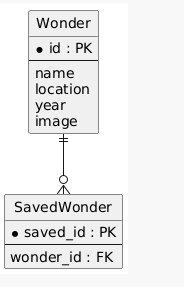 Wonder
id : PK
name
location
year
image
SavedWonder
saved_id : PK
wonder_id : FK